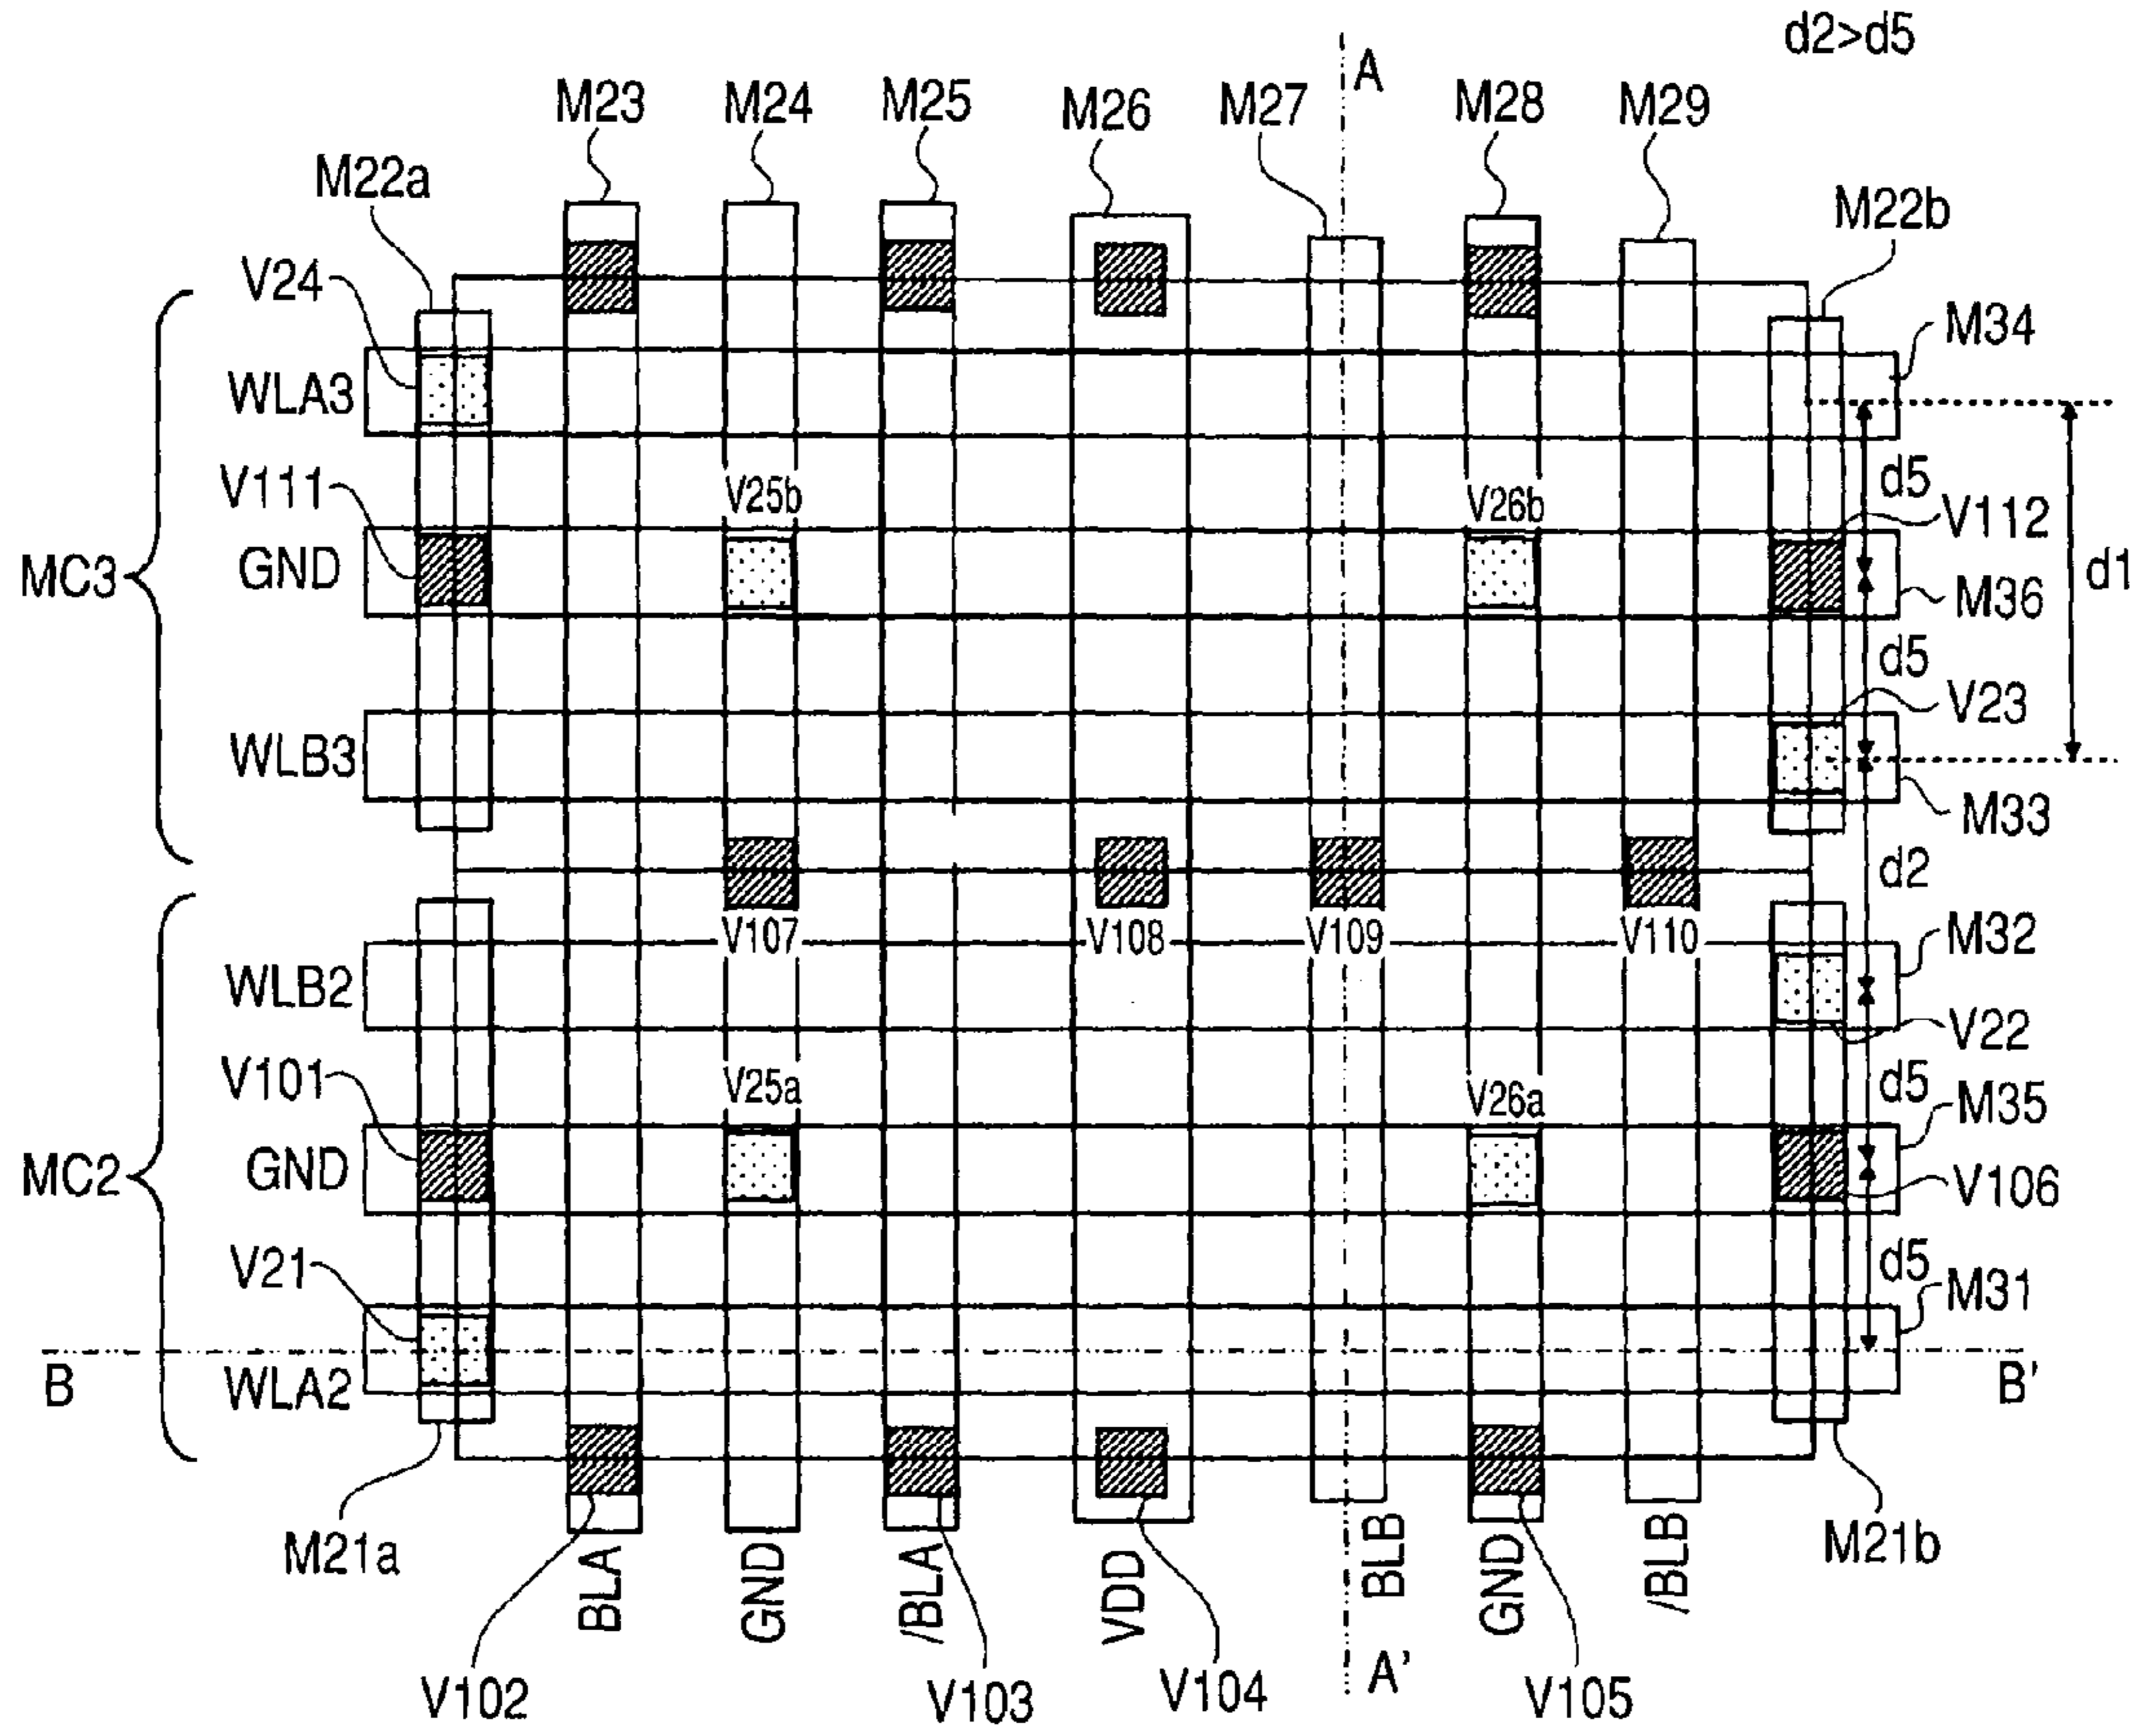 d2>d5
A
M23 M24 M25 M26 M27 M28 M29
M22a M22b
V24 M34
WLA3
d5
V111 V25b V26b V112
MC3 GND d1
M36
d5
V23
WLB3
M33
d2
V107 V108 V109 V110 M32
WLB2
V22
V101 V25a V26a d5 M35
MC2 GND
V106
V21 d5 M31
B WLA2 B'
M21a BLA GND /BLA VDD BLB GND /BLB M21b
V102 V103 V104 A' V105